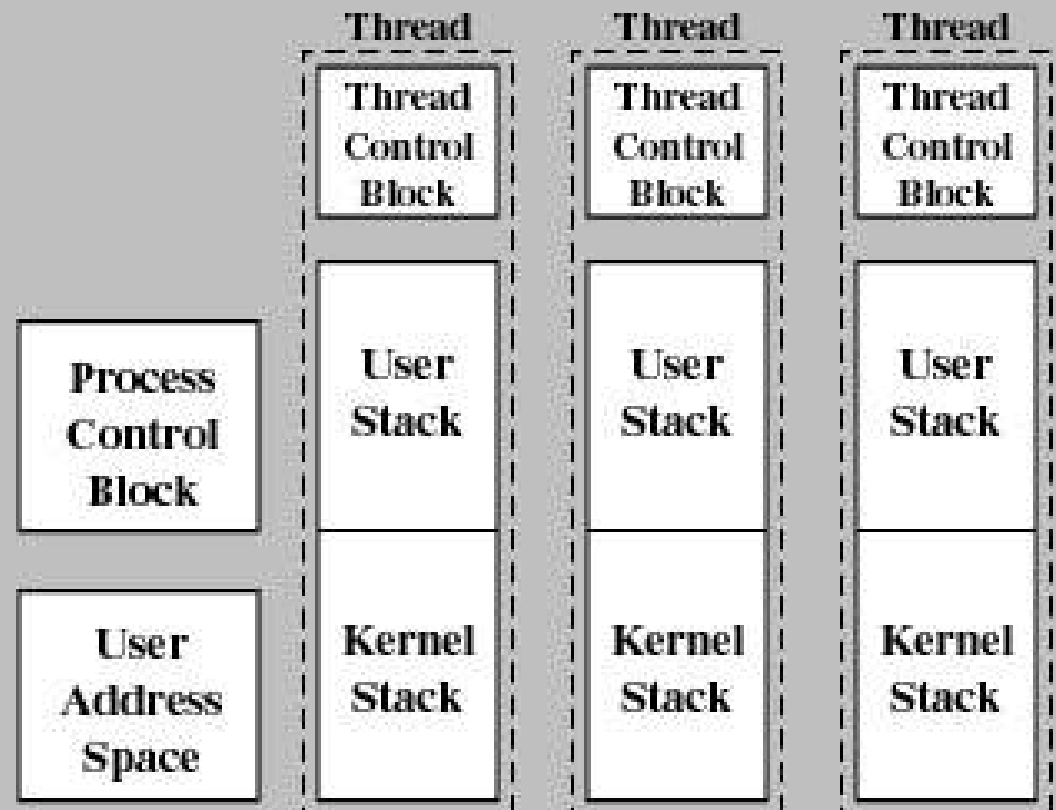 Thread
Thread
Thread
Thread
Control
Block
Thread
Control
Block
Thread
Control
Block
Process
Control
Block
User
Stack
User
Stack
User
Stack
User
Address
Space
Kernel
Stack
Kernel
Stack
Kernel
Stack